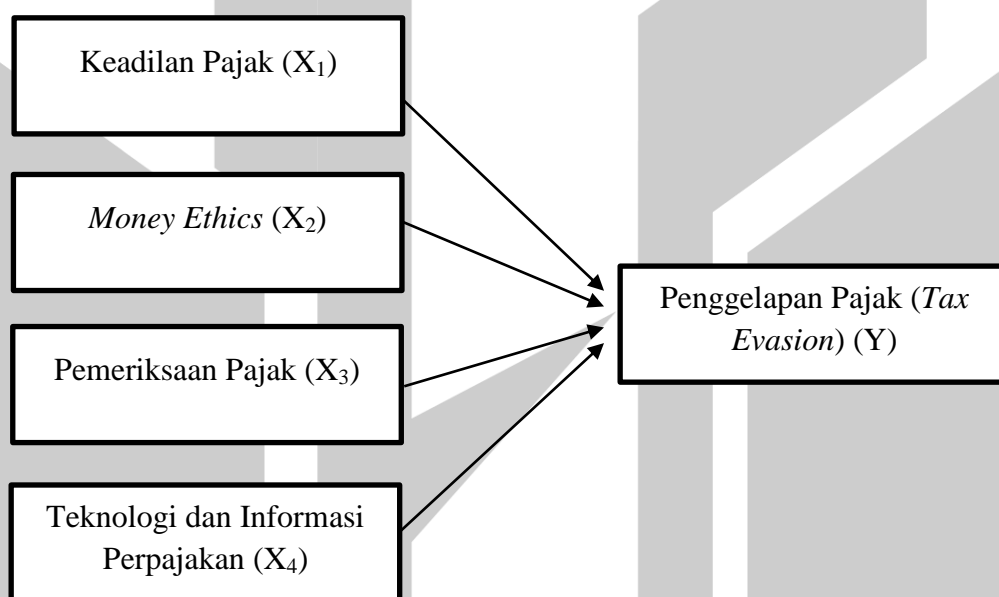 Keadilan Pajak (X₁)
Money Ethics (X₂)
Pemeriksaan Pajak (X₃)
Teknologi dan Informasi
Perpajakan (X₄)
Penggelapan Pajak (Tax
Evasion) (Y)